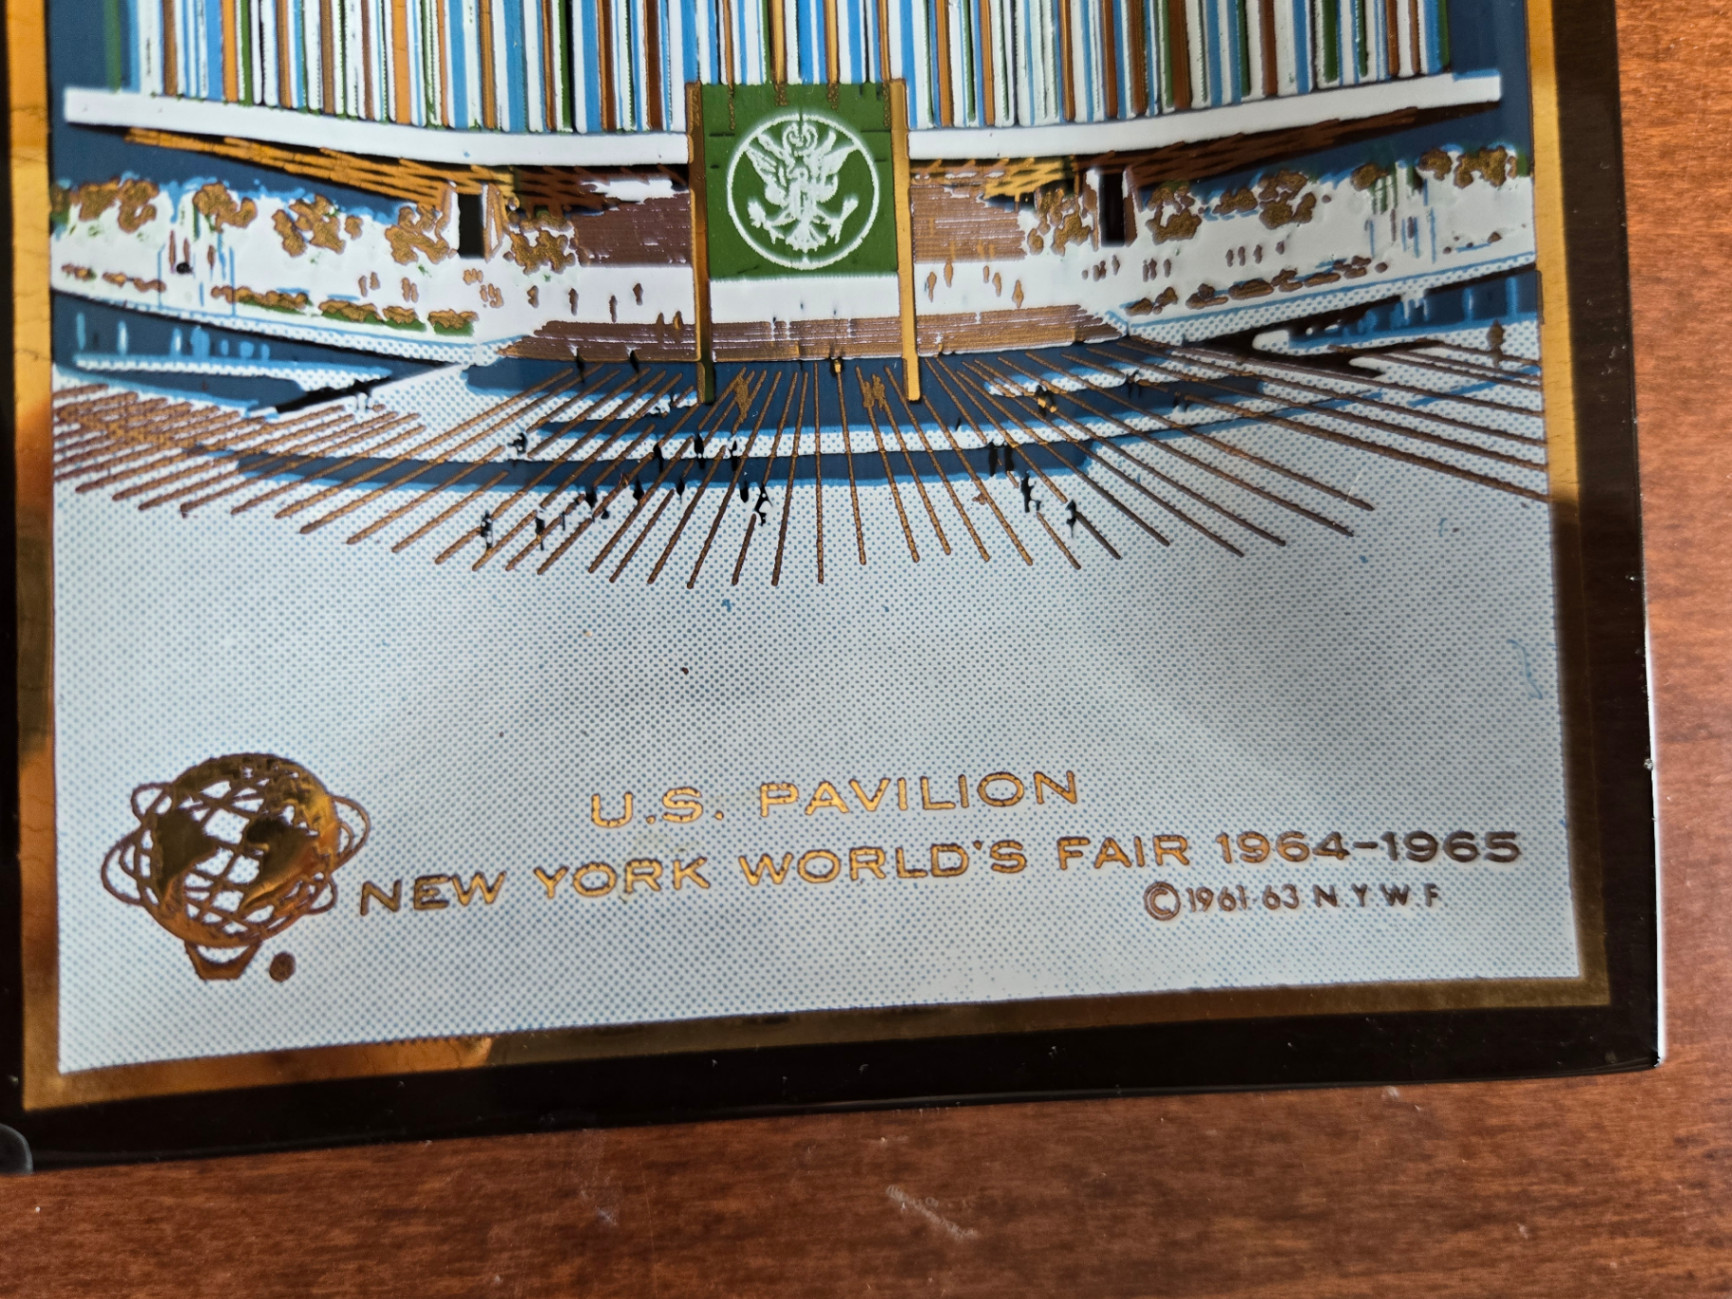 U.S. PAVILION
NEW YORK WORLD'S FAIR 1964-1965
©1961 63 N Y W F